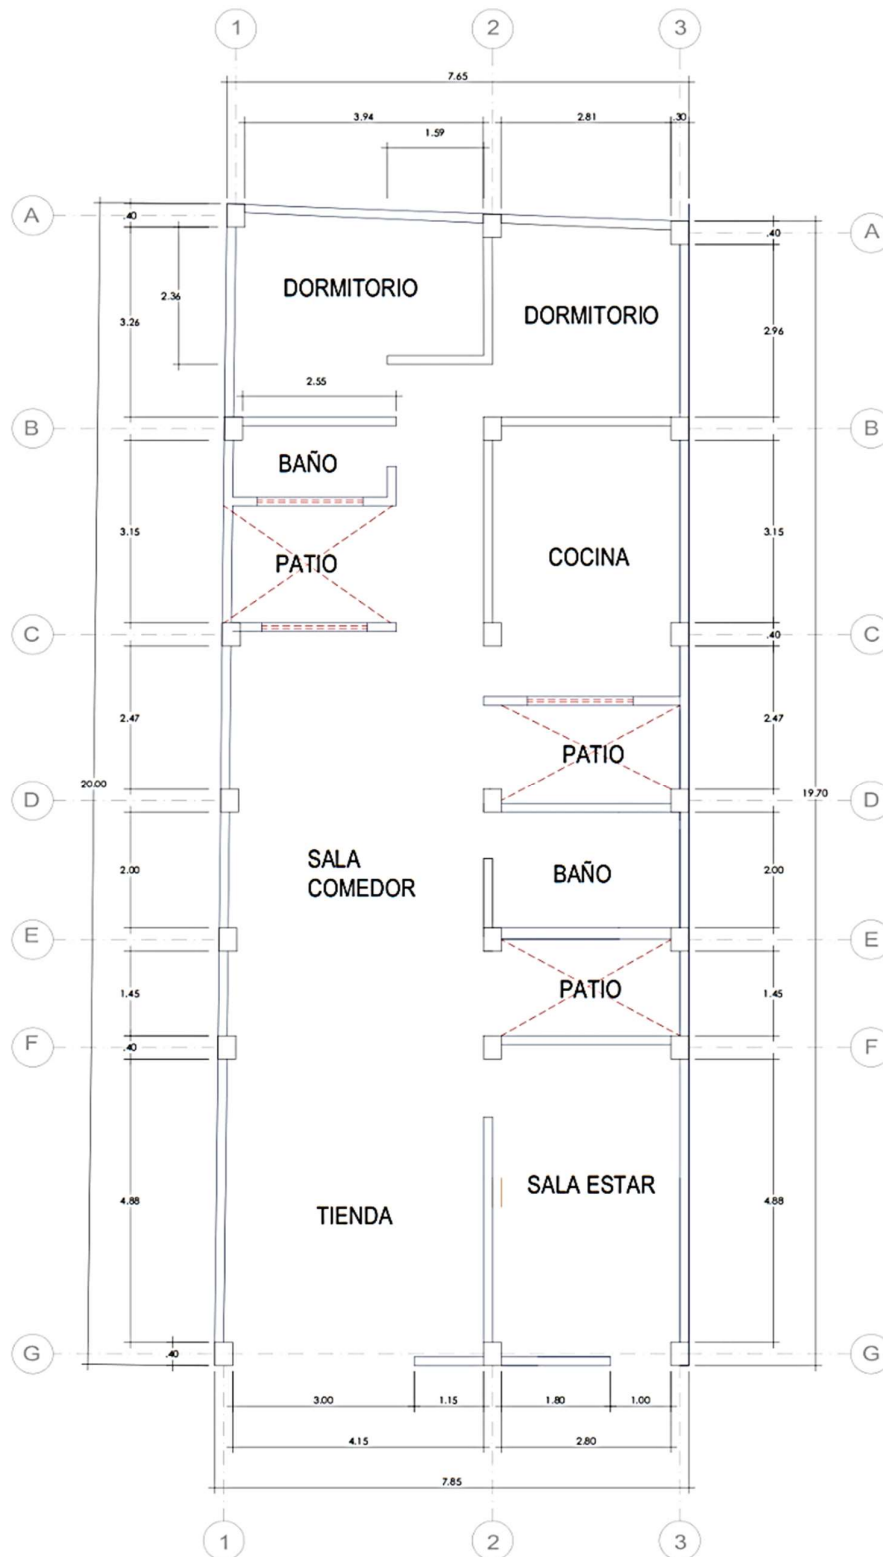 1 2 3
7.65
3.94 2.81 .30
1.59
A .40 A
.40
2.36
DORMITORIO
3.26
DORMITORIO
2.96
2.55
B B
BAÑO
3.15 3.15
COCINA
PATIO
C .40 C
2.47 2.47
PATIO
20.00 19.70
D D
SALA
COMEDOR
2.00 BAÑO 2.00
E E
1.45 PATIO 1.45
F .40 F
4.88 SALA ESTAR 4.88
TIENDA
G .40 G
3.00 1.15 1.80 1.00
4.15 2.80
7.85
1 2 3